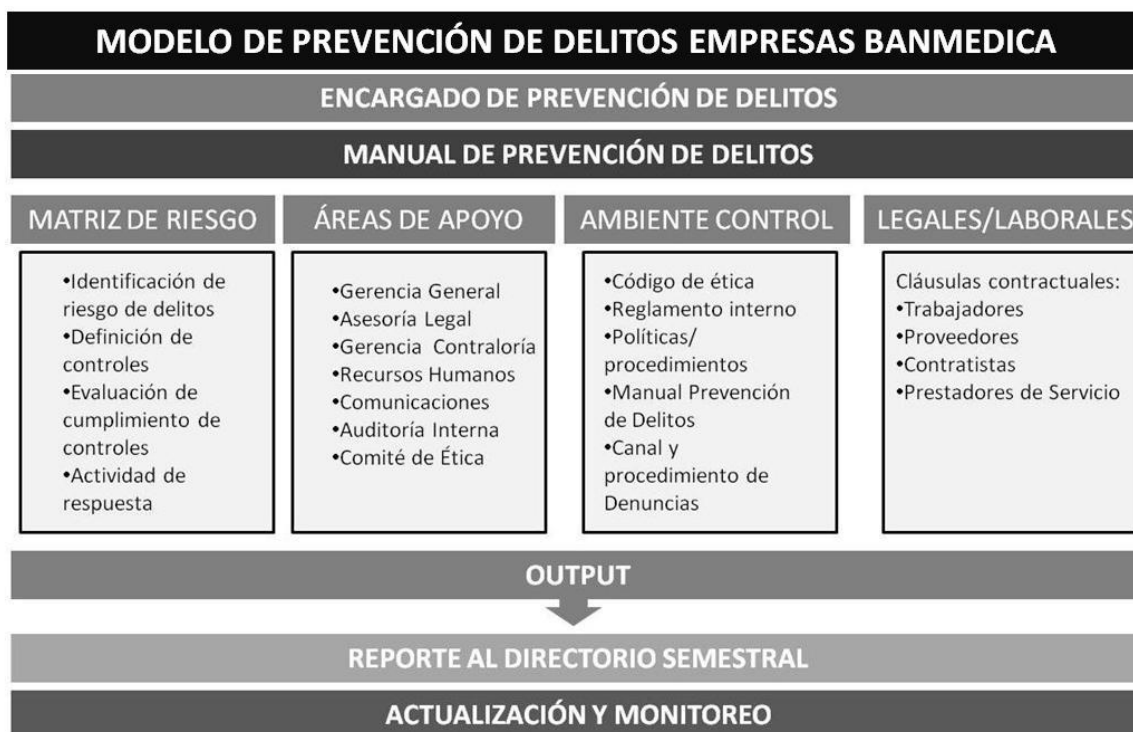 MODELO DE PREVENCIÓN DE DELITOS EMPRESAS BANMEDICA
ENCARGADO DE PREVENCIÓN DE DELITOS
MANUAL DE PREVENCIÓN DE DELITOS
MATRIZ DE RIESGO
•Identificación de
riesgo de delitos
•Definición de
controles
•Evaluación de
cumplimiento de
controles
•Actividad de
respuesta
ÁREAS DE APOYO
•Gerencia General
•Asesoría Legal
•Gerencia Contraloría
•Recursos Humanos
•Comunicaciones
•Auditoría Interna
•Comité de Ética
AMBIENTE CONTROL
•Código de ética
•Reglamento interno
•Políticas/
procedimientos
•Manual Prevención
de Delitos
•Canal y
procedimiento de
Denuncias
LEGALES/LABORALES
Cláusulas contractuales:
•Trabajadores
•Proveedores
•Contratistas
•Prestadores de Servicio
OUTPUT
REPORTE AL DIRECTORIO SEMESTRAL
ACTUALIZACIÓN Y MONITOREO